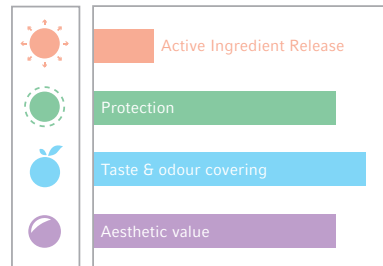 Active Ingredient Release
Protection
Taste & odour covering
Aesthetic value